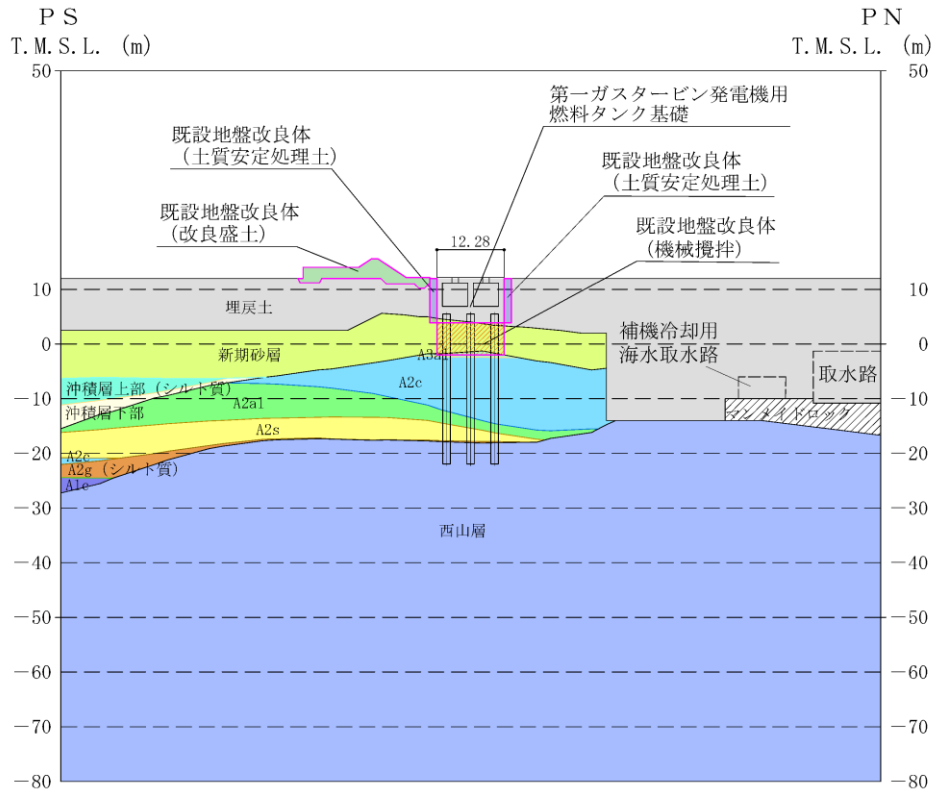 PS
PN
T.M.S.L. (m)
T.M.S.L. (m)
50
50
第一ガスタービン発電機用
燃料タンク基礎
既設地盤改良体
(土質安定処理土)
既設地盤改良体
(土質安定処理土)
既設地盤改良体
(改良盛土)
既設地盤改良体
(機械攪拌)
12.28
10
10
埋戻土
補機冷却用
海水取水路
0
0
新期砂層
A3a1
取水路
沖積層上部(シルト質)
A2c
-10
-10
沖積層下部
A2a1
マンメイドロック
A2s
-20
-20
A2c
A2g(シルト質)
A1c
-30
-30
西山層
-40
-40
-50
-50
-60
-60
-70
-70
-80
-80